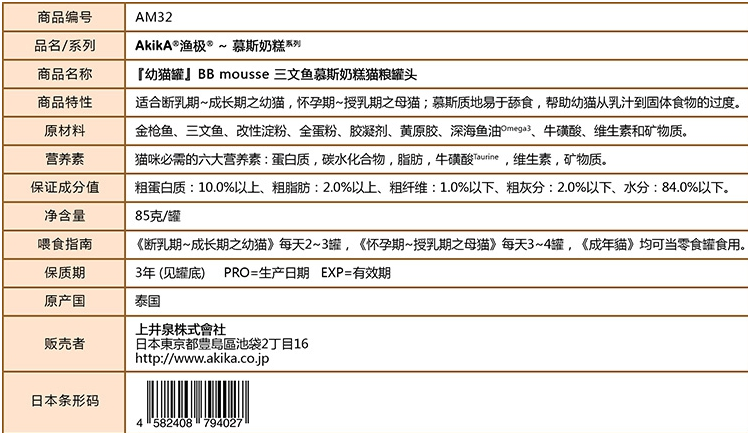 商品编号 AM32
品名/系列 AkikA®渔极® ~ 慕斯奶糕系列
商品名称 『幼猫罐』BB mousse 三文鱼慕斯奶糕猫粮罐头
商品特性 适合断乳期~成长期之幼猫，怀孕期~授乳期之母猫；慕斯质地易于舔食，帮助幼猫从乳汁到固体食物的过度。
原材料 金枪鱼、三文鱼、改性淀粉、全蛋粉、胶凝剂、黄原胶、深海鱼油Omega3、牛磺酸、维生素和矿物质。
营养素 猫咪必需的六大营养素：蛋白质，碳水化合物，脂肪，牛磺酸Taurine ，维生素，矿物质。
保证成分值 粗蛋白质：10.0%以上、粗脂肪：2.0%以上、粗纤维：1.0%以下、粗灰分：2.0%以下、水分：84.0%以下。
净含量 85克/罐
喂食指南 《断乳期~成长期之幼猫》每天2~3罐，《怀孕期~授乳期之母猫》每天3~4罐，《成年貓》均可当零食罐食用。
保质期 3年 (见罐底) PRO=生产日期 EXP=有效期
原产国 泰国
贩売者 上井泉株式會社
日本東京都豊島區池袋2丁目16
http://www.akika.co.jp
日本条形码 4 582408 794027